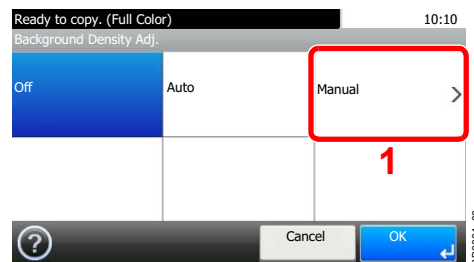 Ready to copy. (Full Color) 10:10
Background Density Adj.
Off Auto Manual
1
? Cancel OK